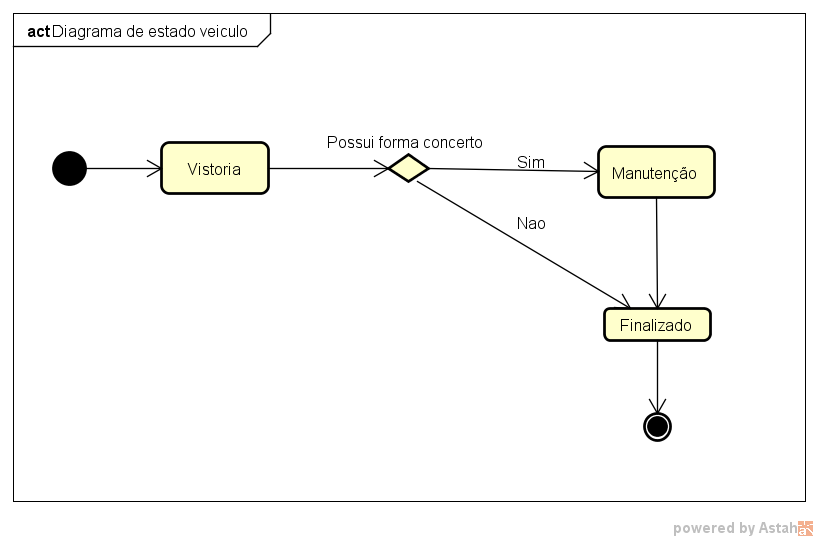 act Diagrama de estado veiculo
Possui forma concerto
Vistoria
Sim
Manutenção
Nao
Finalizado
powered by Astah